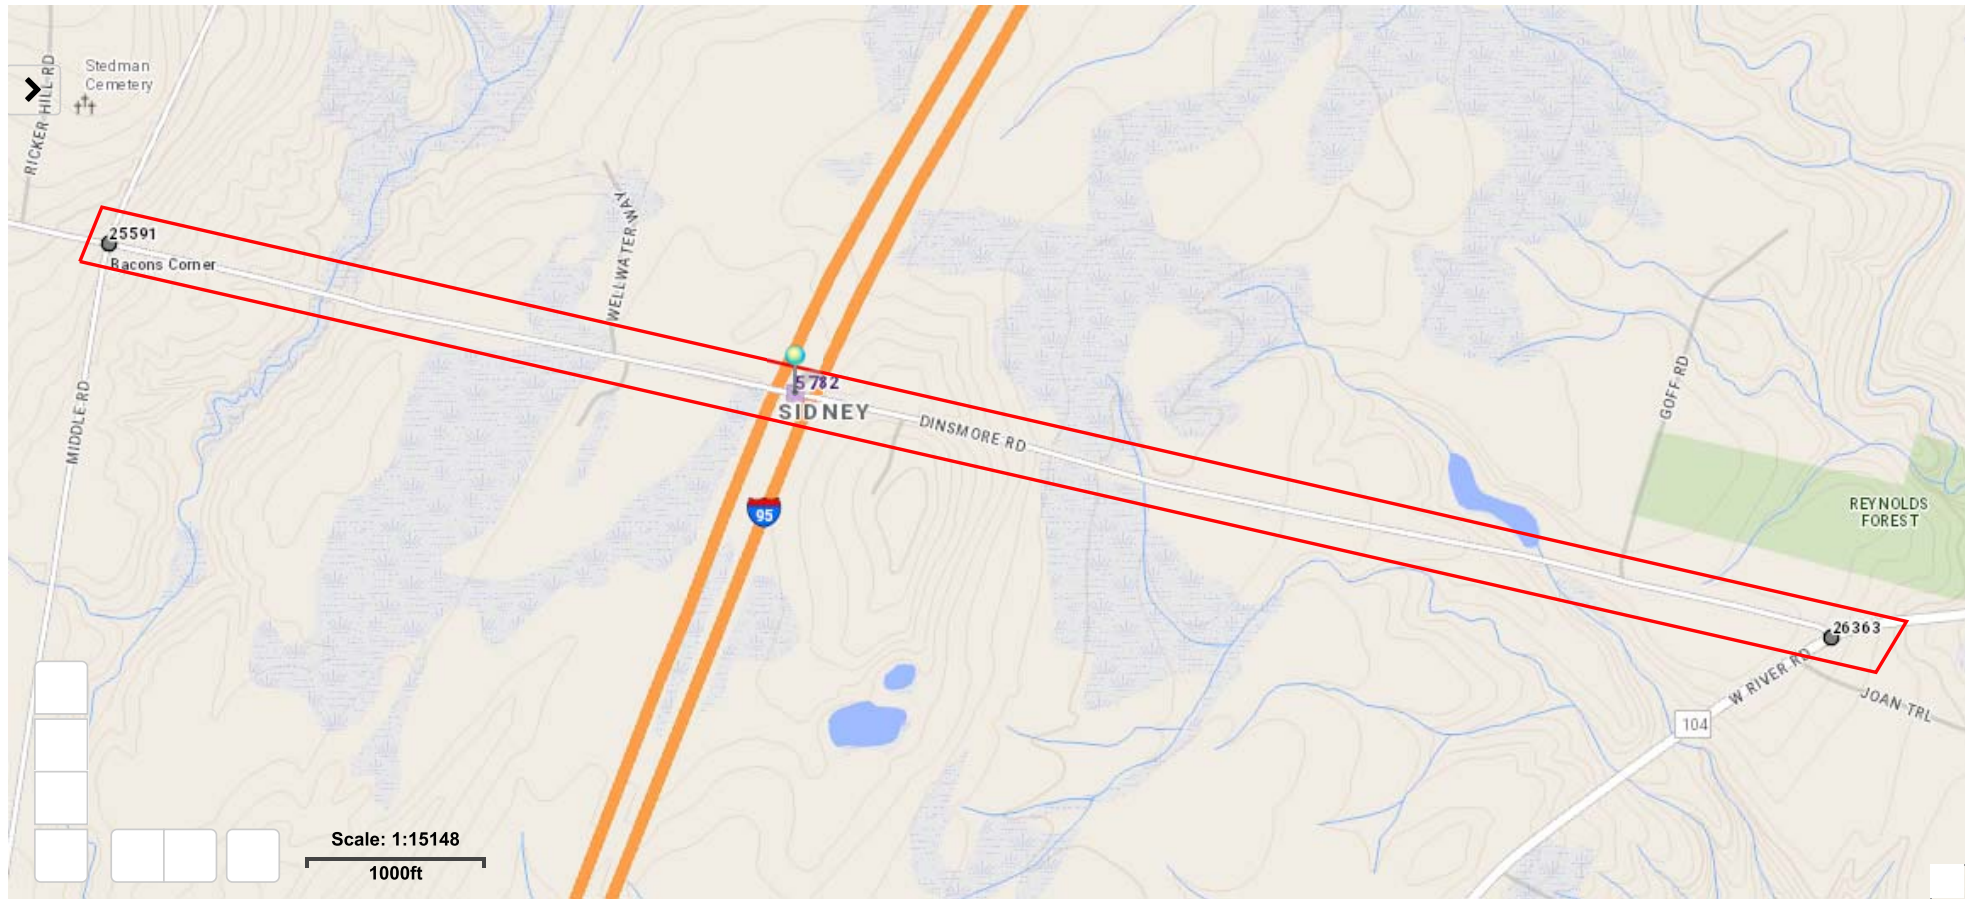 Stedman
Cemetery
RICKER HILL RD
25591
Bacons Corner
WELLWATER WAY
5782
SIDNEY
DINSMORE RD
MIDDLE RD
GOFF RD
95
REYNOLDS
FOREST
26363
W RIVER RD
JOAN TRL
104
Scale: 1:15148
1000ft